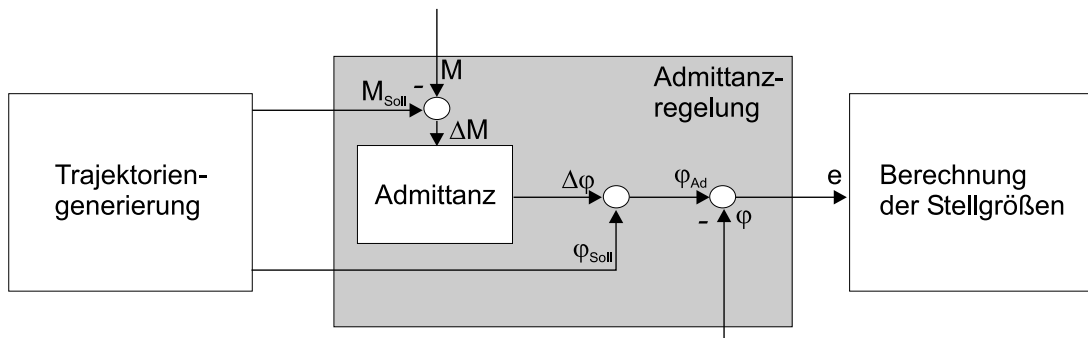 M
-
M_Soll
ΔM
Admittanz-
regelung
Trajektorien-
generierung
Admittanz
Δφ
φ_Ad
e
-
φ
φ_Soll
Berechnung
der Stellgrößen